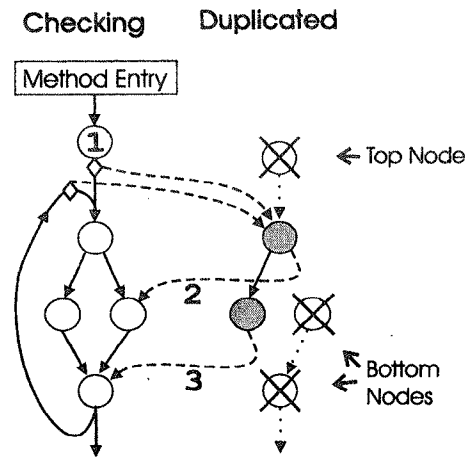 Checking Duplicated
Method Entry
1
Top Node
2
3
Bottom
Nodes